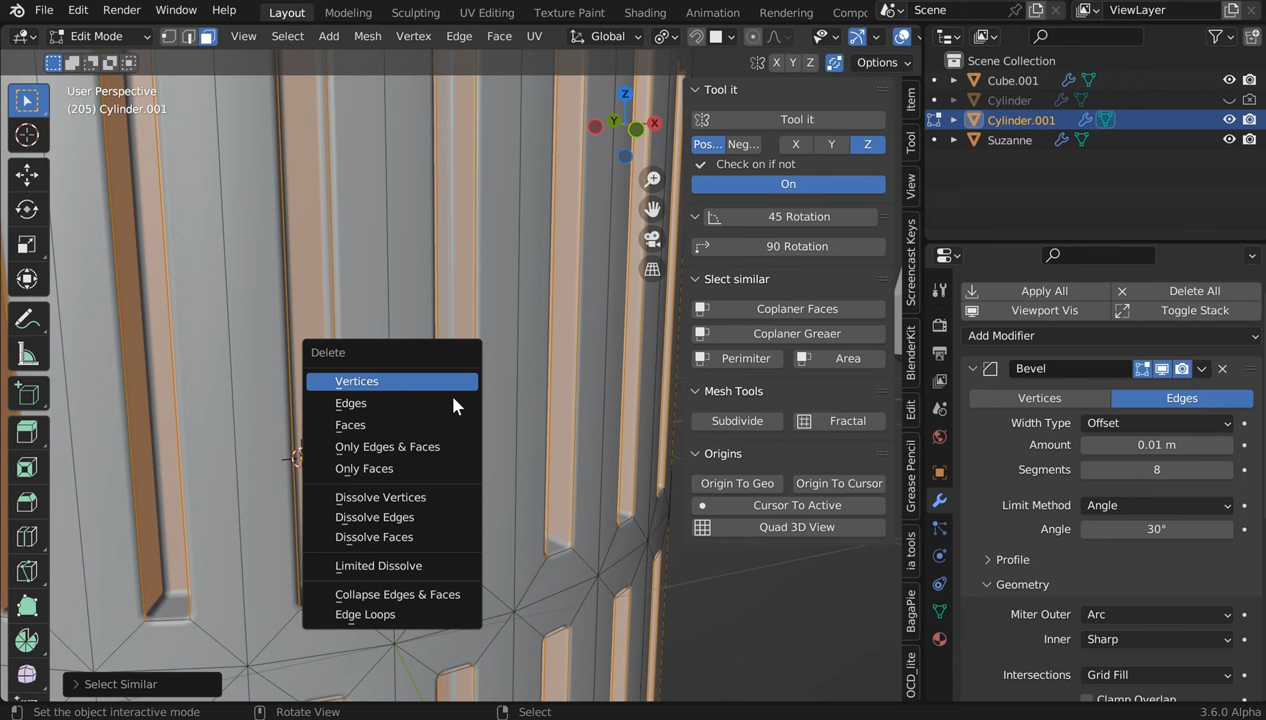 File Edit Render Window Help Layout Modeling Sculpting UV Editing Texture Paint Shading Animation Rendering Compc Scene ViewLayer
Edit Mode View Select Add Mesh Vertex Edge Face UV Global
X Y Z Options
User Perspective
(205) Cylinder.001
Z
Y
X
Tool it
Tool it
Pos... Neg... X Y Z
Check on if not
On
45 Rotation
90 Rotation
Slect similar
Coplaner Faces
Coplaner Greaer
Perimiter Area
Mesh Tools
Subdivide Fractal
Origins
Origin To Geo Origin To Cursor
Cursor To Active
Quad 3D View
Item
Tool
View
Screencast Keys
BlenderKit
Edit
Grease Pencil
ia tools
BagaPie
OCD_lite
Delete
Vertices
Edges
Faces
Only Edges & Faces
Only Faces
Dissolve Vertices
Dissolve Edges
Dissolve Faces
Limited Dissolve
Collapse Edges & Faces
Edge Loops
Select Similar
Scene Collection
Cube.001
Cylinder
Cylinder.001
Suzanne
Apply All Delete All
Viewport Vis Toggle Stack
Add Modifier
Bevel
Vertices Edges
Width Type Offset
Amount 0.01 m
Segments 8
Limit Method Angle
Angle 30°
Profile
Geometry
Miter Outer Arc
Inner Sharp
Intersections Grid Fill
Clamp Overlap
Set the object interactive mode Rotate View Select 3.6.0 Alpha